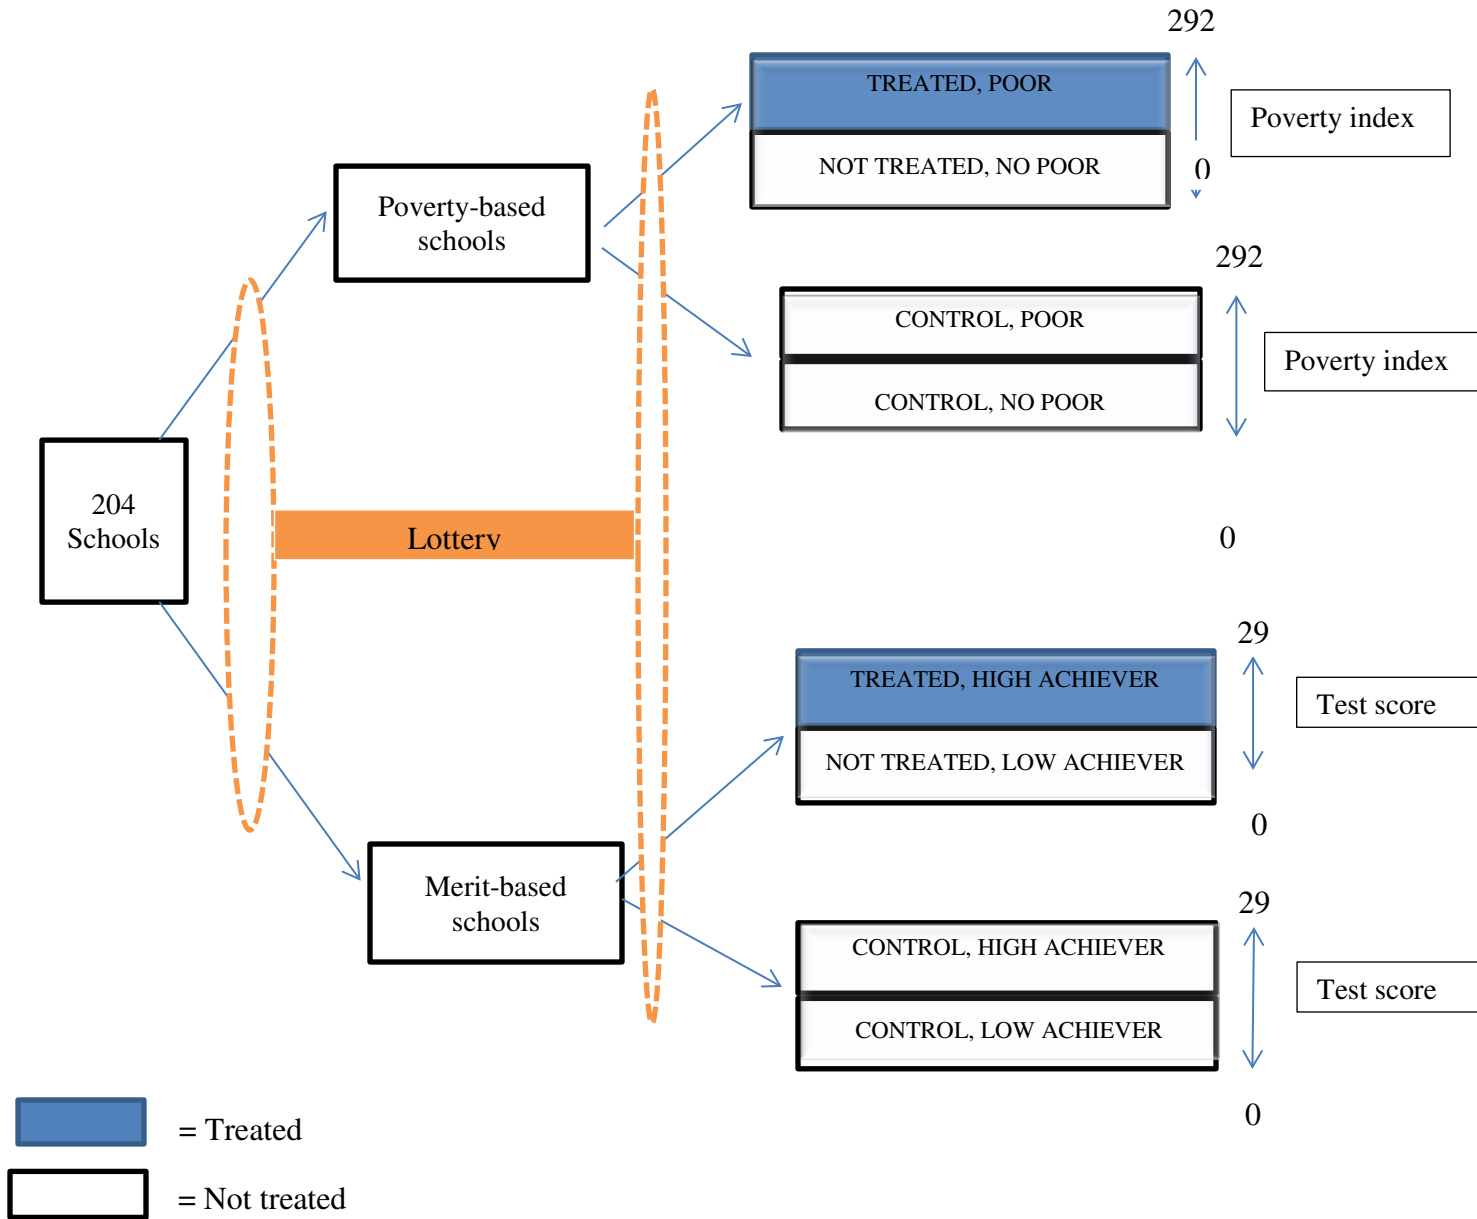 292
TREATED, POOR
Poverty index
NOT TREATED, NO POOR
0
Poverty-based
schools
292
CONTROL, POOR
Poverty index
CONTROL, NO POOR
204
Schools
Lottery
0
29
TREATED, HIGH ACHIEVER
Test score
NOT TREATED, LOW ACHIEVER
0
Merit-based
schools
29
CONTROL, HIGH ACHIEVER
Test score
CONTROL, LOW ACHIEVER
0
= Treated
= Not treated